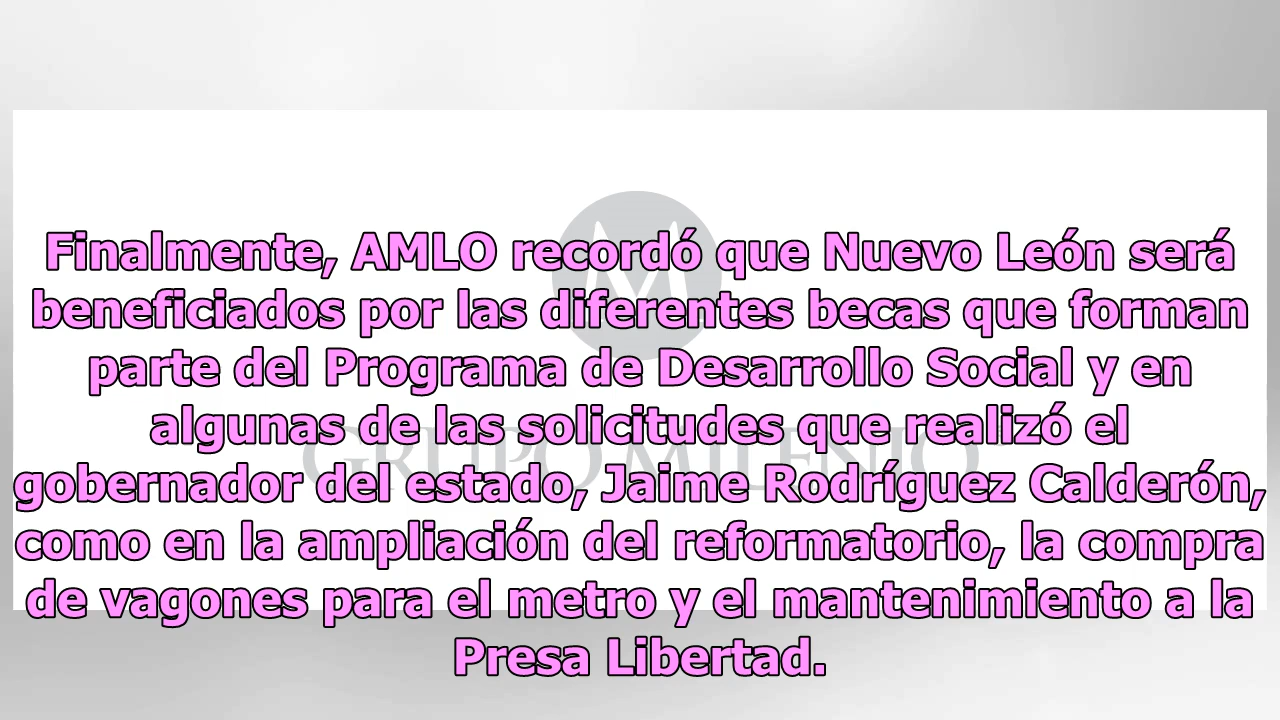 Finalmente, AMLO recordó que Nuevo León será
beneficiados por las diferentes becas que forman
parte del Programa de Desarrollo Social y en
algunas de las solicitudes que realizó el
GRUPO MILENIO
gobernador del estado, Jaime Rodríguez Calderón,
como en la ampliación del reformatorio, la compra
de vagones para el metro y el mantenimiento a la
Presa Libertad.